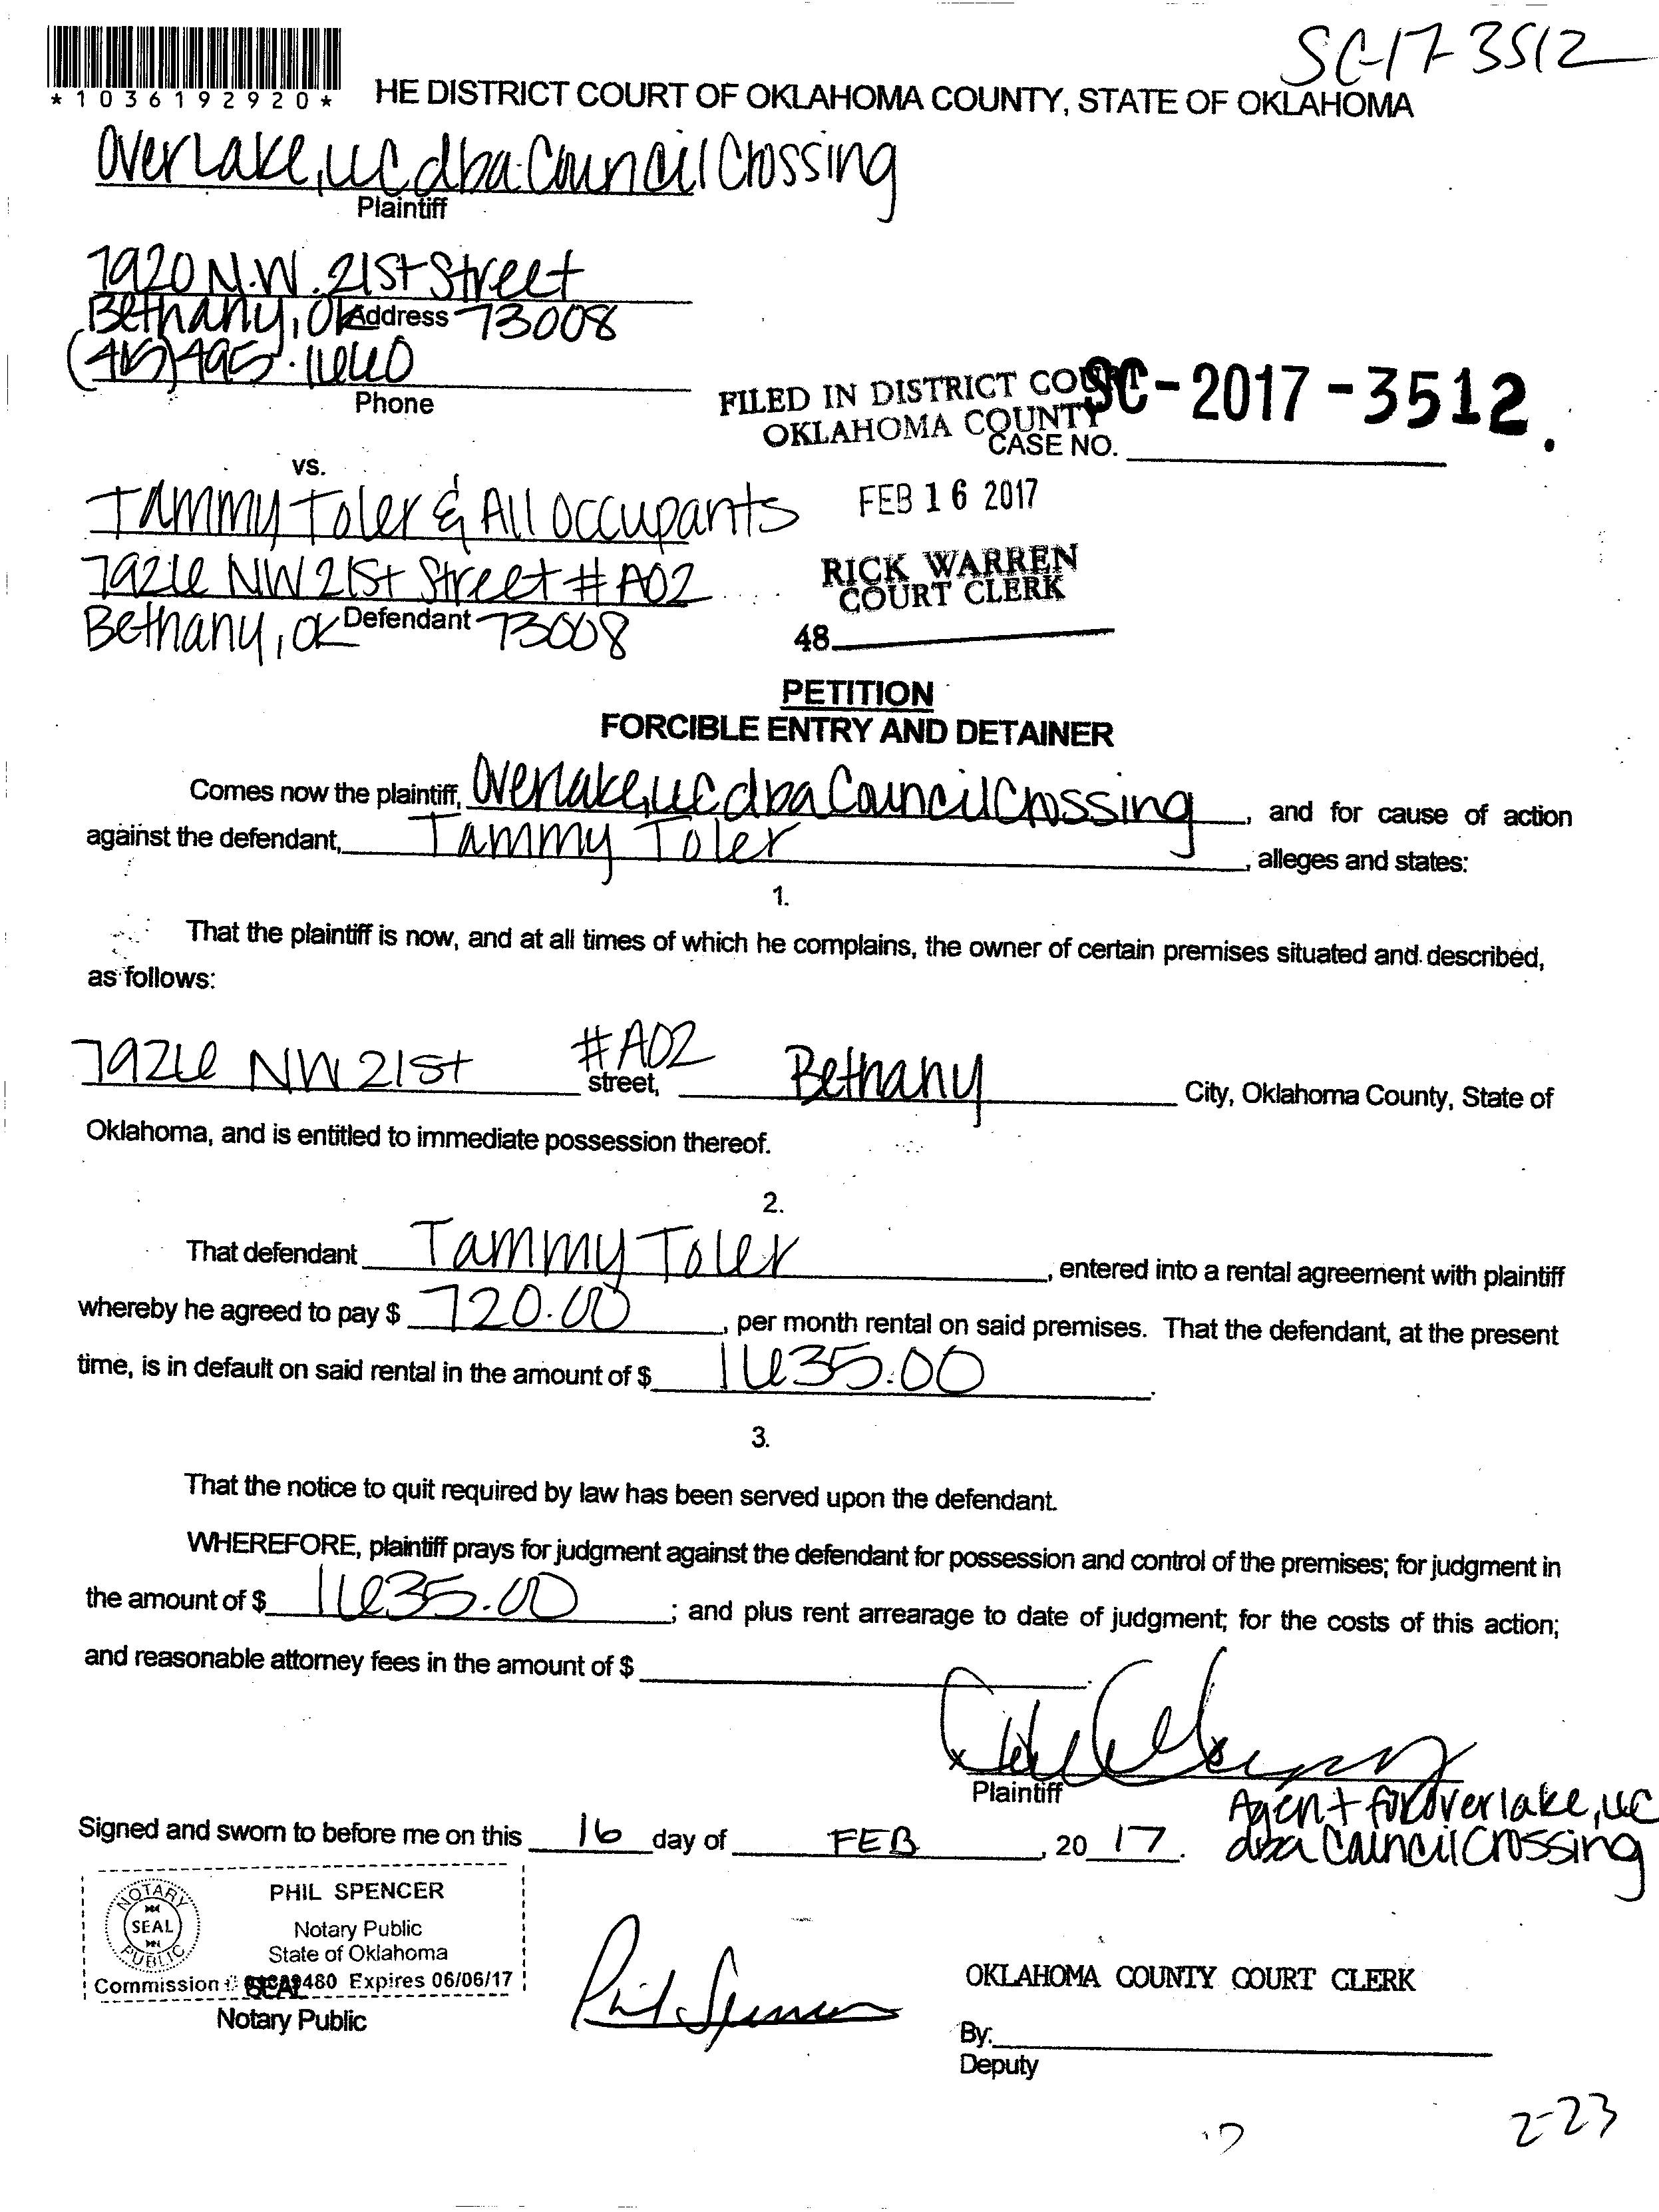 SC-17-3512
*1036192920*
HE DISTRICT COURT OF OKLAHOMA COUNTY, STATE OF OKLAHOMA
Overlake, LLC dba Council Crossing
Plaintiff
7920 N.W. 21st Street
Bethany, OK Address 73008
(405) 495-1660
Phone
FILED IN DISTRICT COURT
OKLAHOMA COUNTY
SC-2017-3512.
CASE NO.
vs.
Tammy Toler & All Occupants
FEB 16 2017
7926 NW 21st Street #A02
RICK WARREN
COURT CLERK
Bethany, OK Defendant 73008
48
PETITION
FORCIBLE ENTRY AND DETAINER
Comes now the plaintiff, Overlake, LLC dba Council Crossing, and for cause of action
against the defendant, Tammy Toler, alleges and states:
1.
That the plaintiff is now, and at all times of which he complains, the owner of certain premises situated and described,
as follows:
7926 NW 21st #A02 street, Bethany City, Oklahoma County, State of
Oklahoma, and is entitled to immediate possession thereof.
2.
That defendant Tammy Toler, entered into a rental agreement with plaintiff
whereby he agreed to pay $ 720.00, per month rental on said premises. That the defendant, at the present
time, is in default on said rental in the amount of $ 1635.00.
3.
That the notice to quit required by law has been served upon the defendant.
WHEREFORE, plaintiff prays for judgment against the defendant for possession and control of the premises; for judgment in
the amount of $ 1635.00; and plus rent arrearage to date of judgment; for the costs of this action;
and reasonable attorney fees in the amount of $
x
Plaintiff
Agent for Overlake, LLC
dba Council Crossing
Signed and sworn to before me on this 16 day of FEB, 20 17.
NOTARY PUBLIC SEAL
PHIL SPENCER
Notary Public
State of Oklahoma
Commission # Expires 06/06/17
Notary Public
Phil Spencer
OKLAHOMA COUNTY COURT CLERK
By:
Deputy
2-23